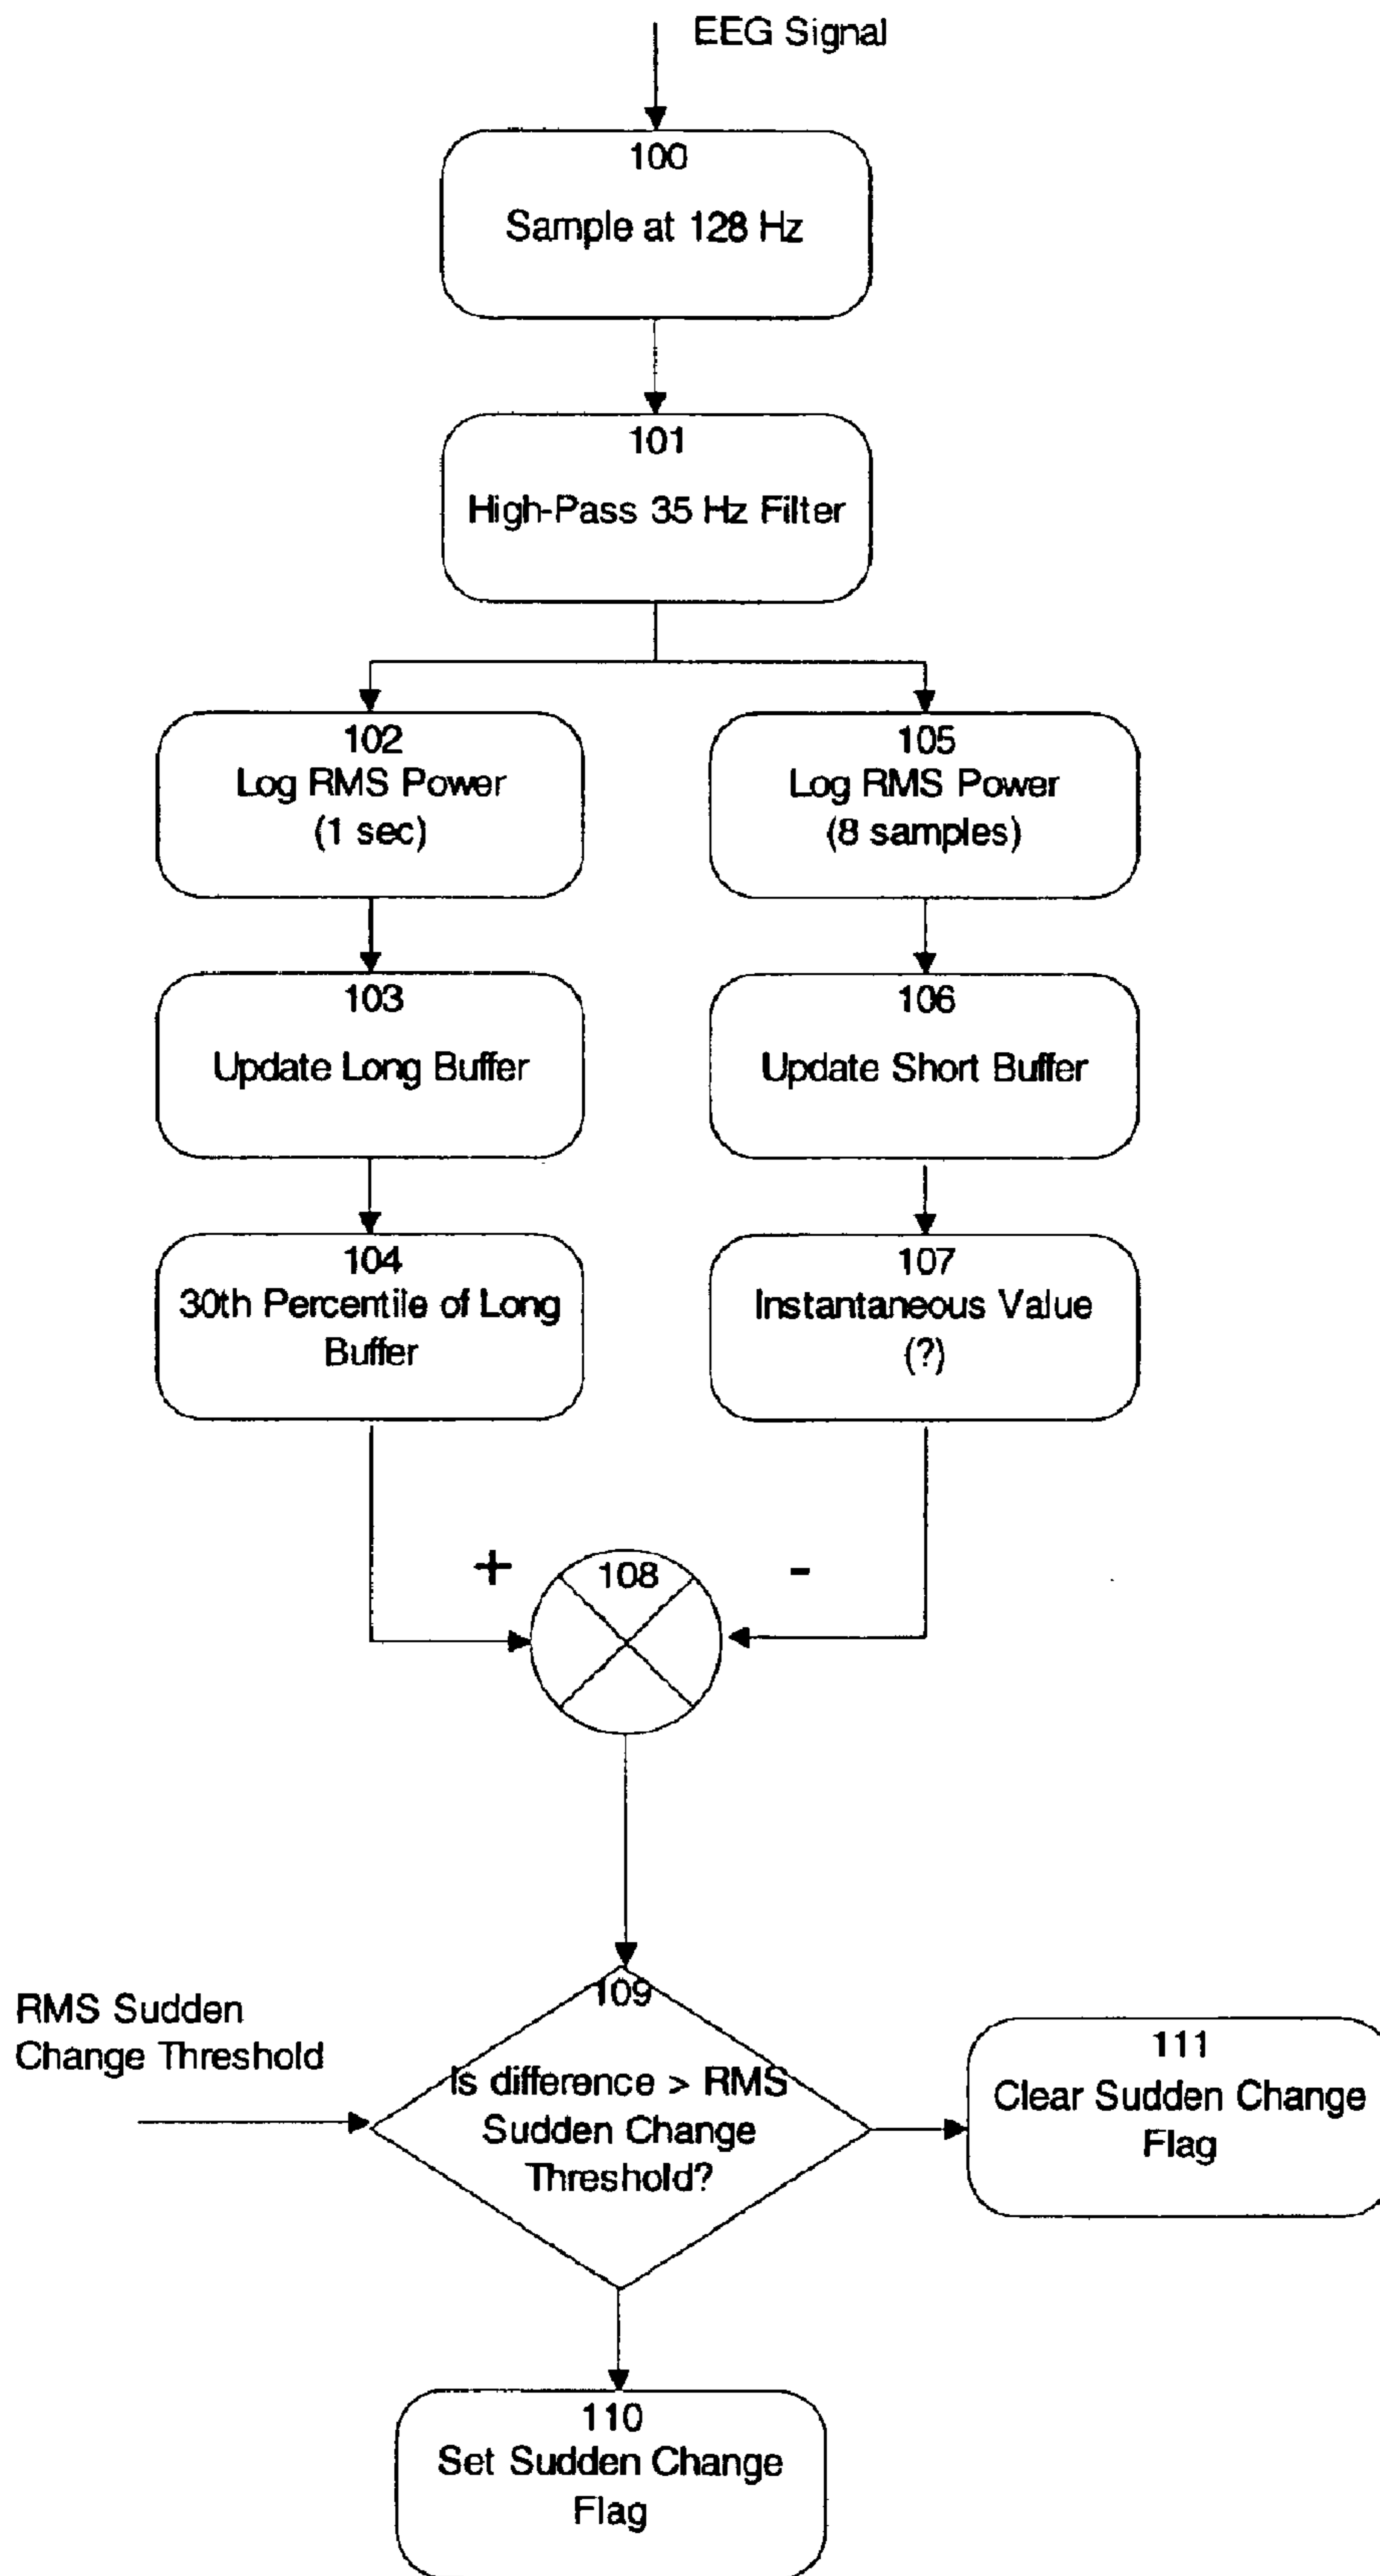 EEG Signal
100
Sample at 128 Hz
101
High-Pass 35 Hz Filter
102
Log RMS Power
(1 sec)
105
Log RMS Power
(8 samples)
103
Update Long Buffer
106
Update Short Buffer
104
30th Percentile of Long
Buffer
107
Instantaneous Value
(?)
+
108
-
109
RMS Sudden
Change Threshold
Is difference > RMS
Sudden Change
Threshold?
111
Clear Sudden Change
Flag
110
Set Sudden Change
Flag